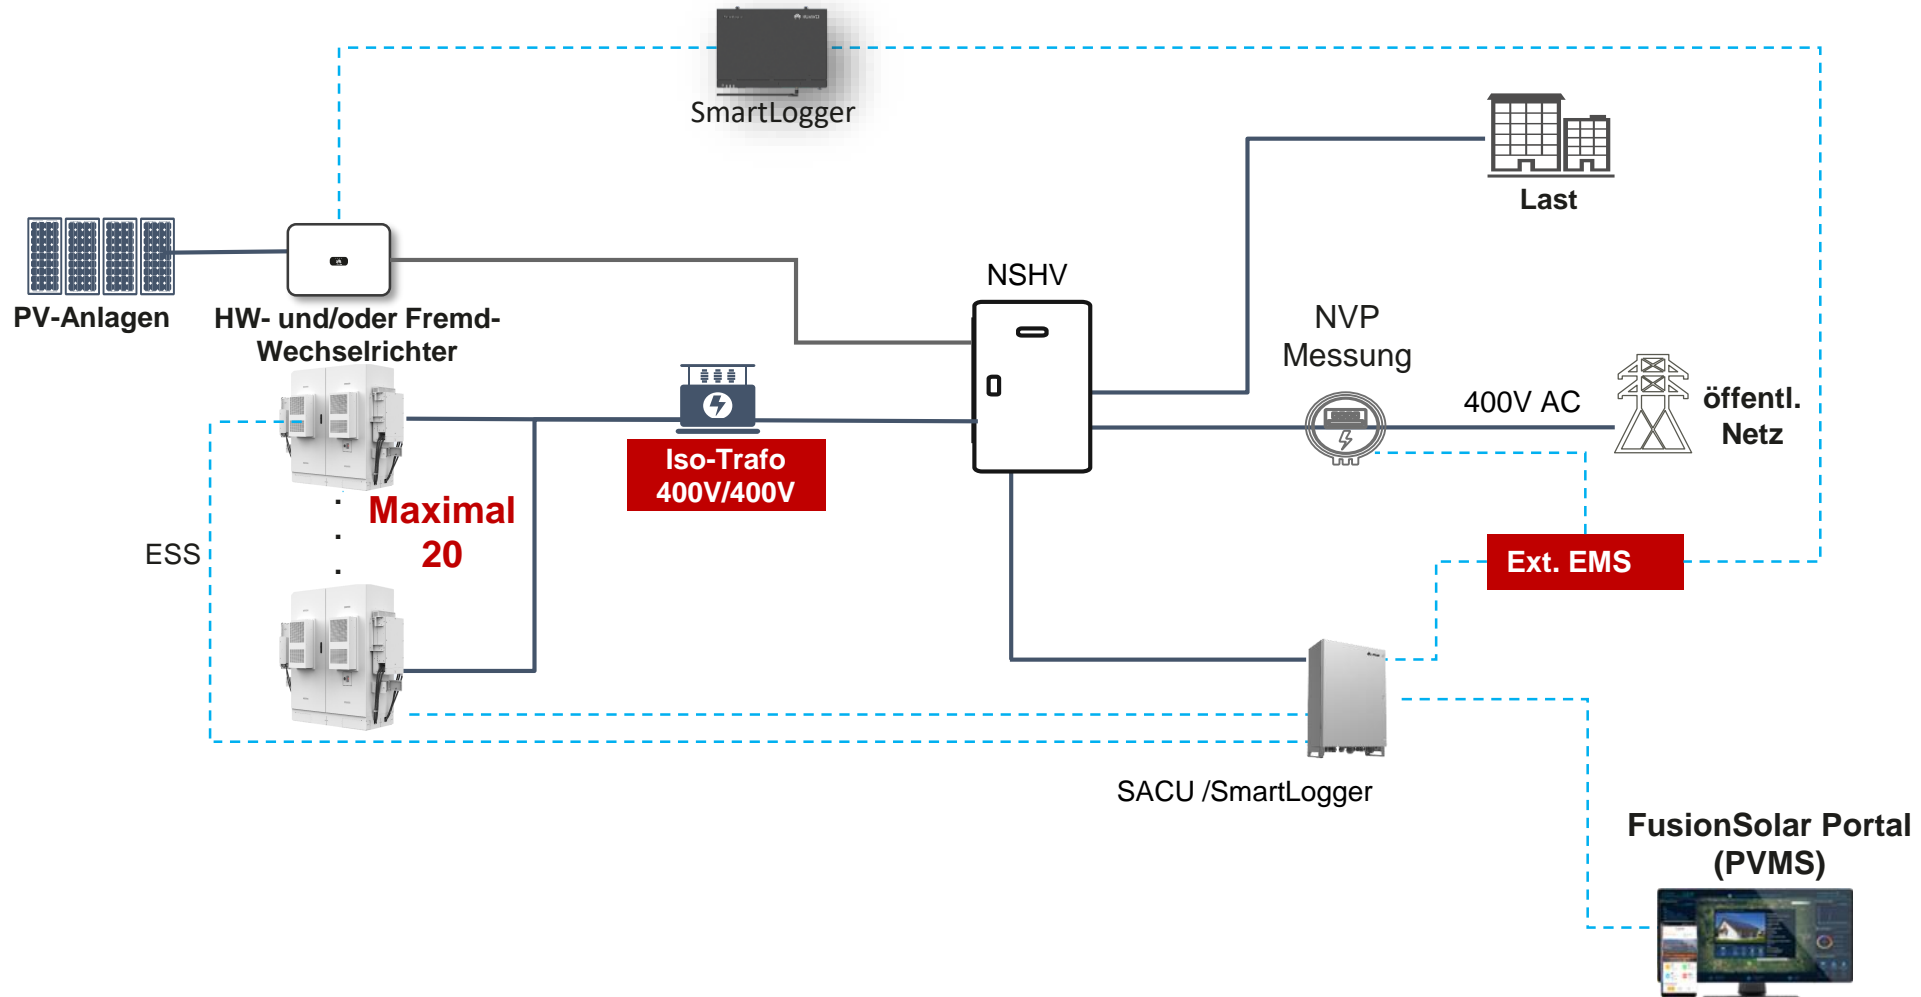 SmartLogger
Last
PV-Anlagen
HW- und/oder Fremd-
Wechselrichter
NSHV
NVP
Messung
400V AC
öffentl.
Netz
Iso-Trafo
400V/400V
Maximal
20
ESS
Ext. EMS
SACU /SmartLogger
FusionSolar Portal
(PVMS)